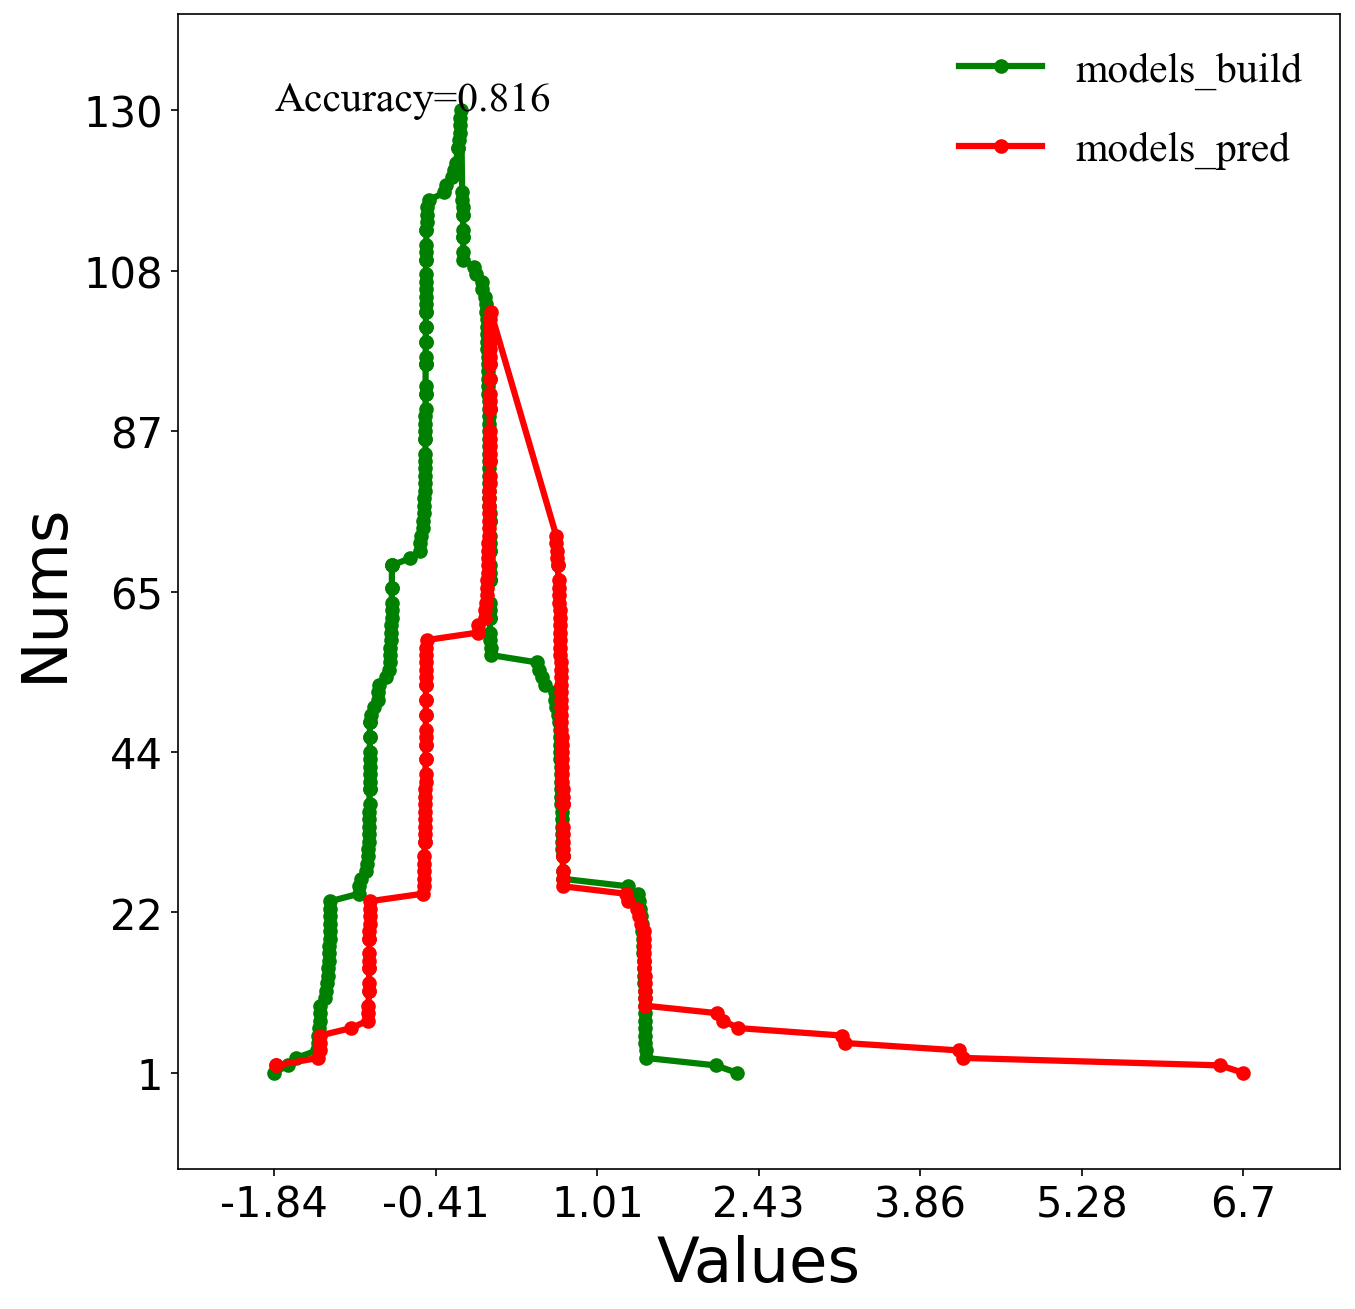 models_build
models_pred
Accuracy=0.816
130
108
87
65
44
22
1
Nums
-1.84 -0.41 1.01 2.43 3.86 5.28 6.7
Values